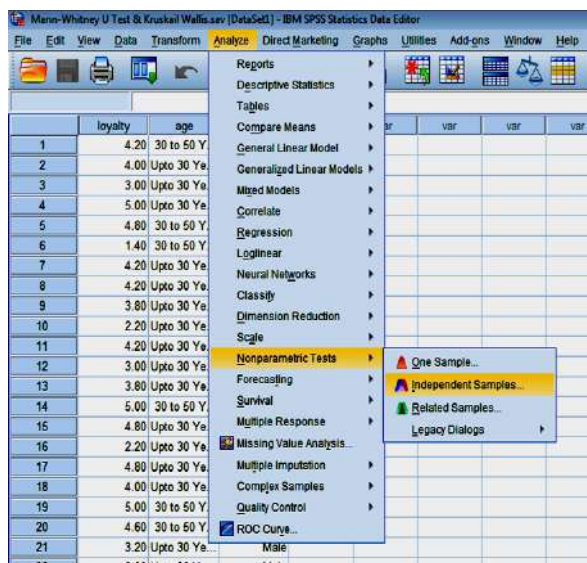 Mann-Whitney U Test & Kruskail Wallis.sav [DataSet1] - IBM SPSS Statistics Data Editor
File Edit View Data Transform Analyze Direct Marketing Graphs Utilities Add-ons Window Help
Reports
Descriptive Statistics
Tables
Compare Means
General Linear Model
Generalized Linear Models
Mixed Models
Correlate
Regression
Loglinear
Neural Networks
Classify
Dimension Reduction
Scale
Nonparametric Tests
Forecasting
Survival
Multiple Response
Missing Value Analysis...
Multiple Imputation
Complex Samples
Quality Control
ROC Curve...
One Sample...
Independent Samples...
Related Samples...
Legacy Dialogs
loyalty age var var var
1 4.20 30 to 50 Y.
2 4.00 Upto 30 Ye.
3 3.00 Upto 30 Ye.
4 5.00 Upto 30 Ye.
5 4.80 30 to 50 Y.
6 1.40 30 to 50 Y.
7 4.20 Upto 30 Ye.
8 4.20 Upto 30 Ye.
9 3.80 Upto 30 Ye.
10 2.20 Upto 30 Ye.
11 4.20 Upto 30 Ye.
12 3.00 Upto 30 Ye.
13 3.80 Upto 30 Ye.
14 5.00 30 to 50 Y.
15 4.80 Upto 30 Ye.
16 2.20 Upto 30 Ye.
17 4.80 Upto 30 Ye.
18 4.00 Upto 30 Ye.
19 5.00 30 to 50 Y.
20 4.60 30 to 50 Y.
21 3.20 Upto 30 Ye... Male